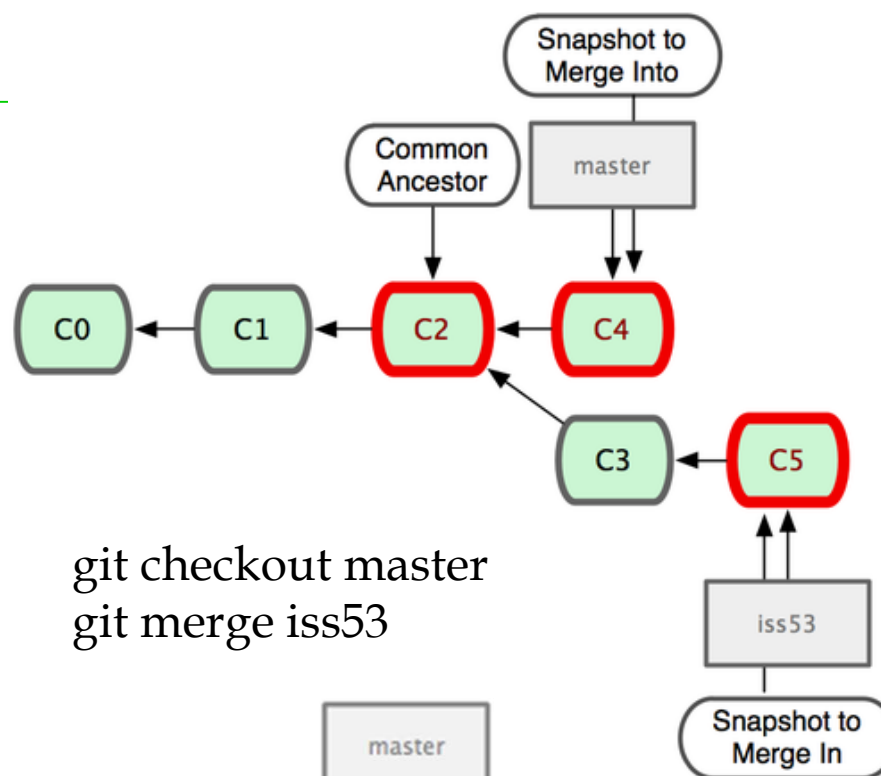 Snapshot to
Merge Into
Common
Ancestor
master
C0
C1
C2
C4
C3
C5
git checkout master
git merge iss53
iss53
master
Snapshot to
Merge In